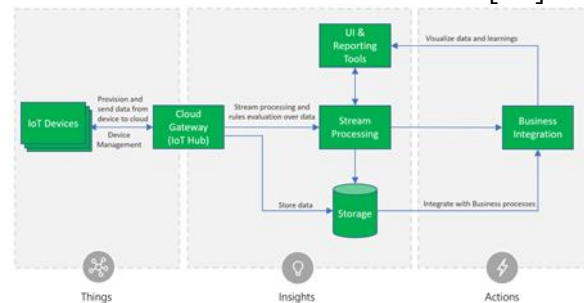 UI &
Reporting
Tools
Visualize data and learnings
Provision and
send data from
device to cloud
IoT Devices
Device
Management
Cloud
Gateway
(IoT Hub)
Stream processing and
rules evaluation over data
Stream
Processing
Business
Integration
Store data
Storage
Integrate with Business processes
Things
Insights
Actions